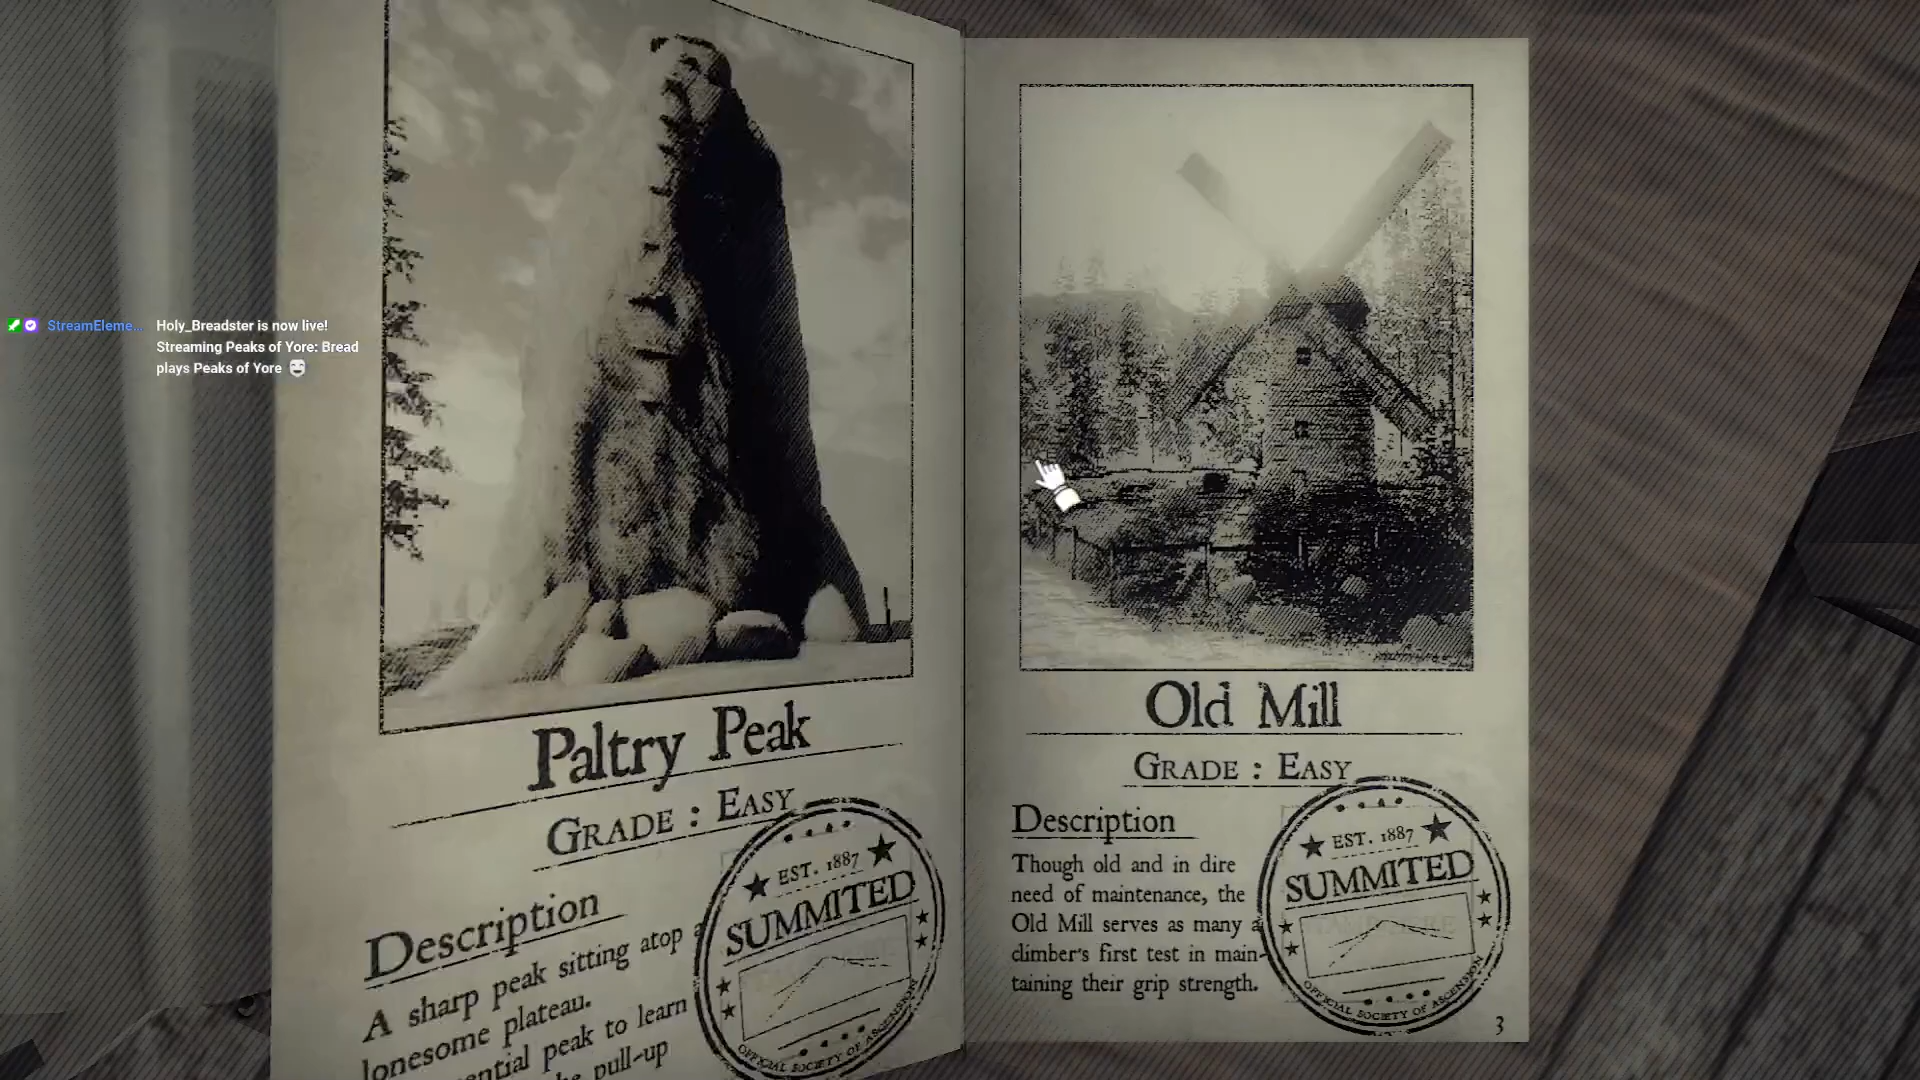 StreamEleme...
Holy_Breadster is now live!
Streaming Peaks of Yore: Bread
plays Peaks of Yore
Paltry Peak
GRADE : EASY
Description
A sharp peak sitting atop a
lonesome plateau.
peak to learn
pull-up
EST. 1887
SUMMITED
OFFICIAL SOCIETY OF ASCENSION
Old Mill
GRADE : EASY
Description
Though old and in dire
need of maintenance, the
Old Mill serves as many a
climber's first test in main-
taining their grip strength.
EST. 1887
SUMMITED
OFFICIAL SOCIETY OF ASCENSION
3